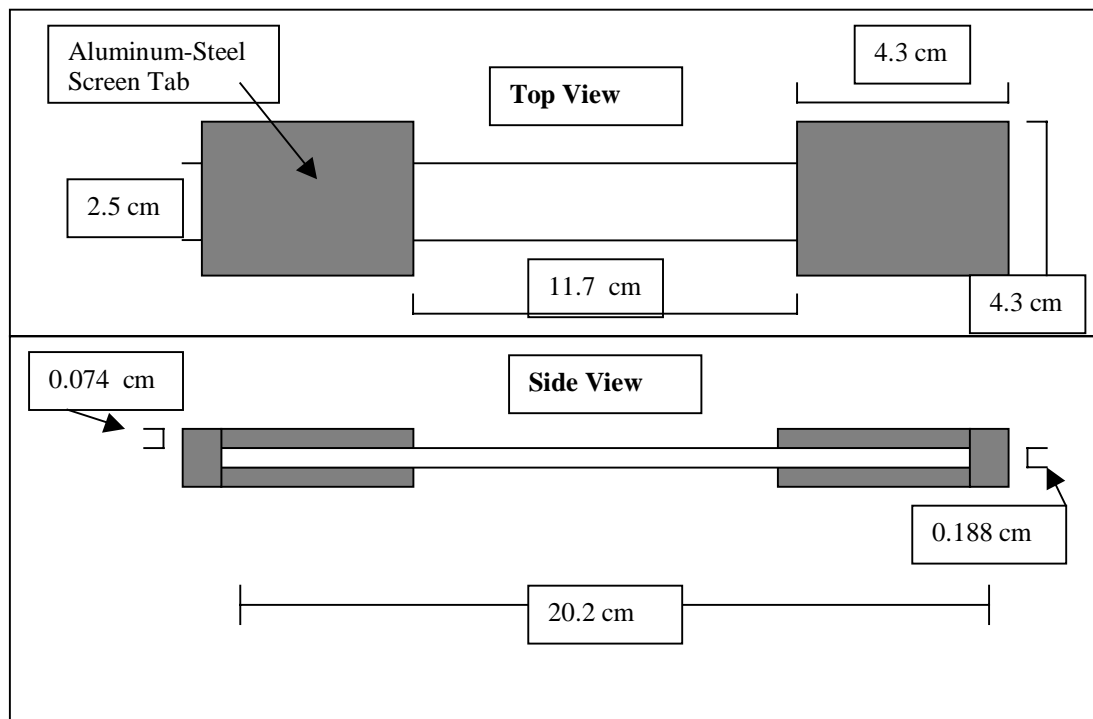 Aluminum-Steel
Screen Tab
4.3 cm
Top View
2.5 cm
11.7 cm
4.3 cm
0.074 cm
Side View
0.188 cm
20.2 cm